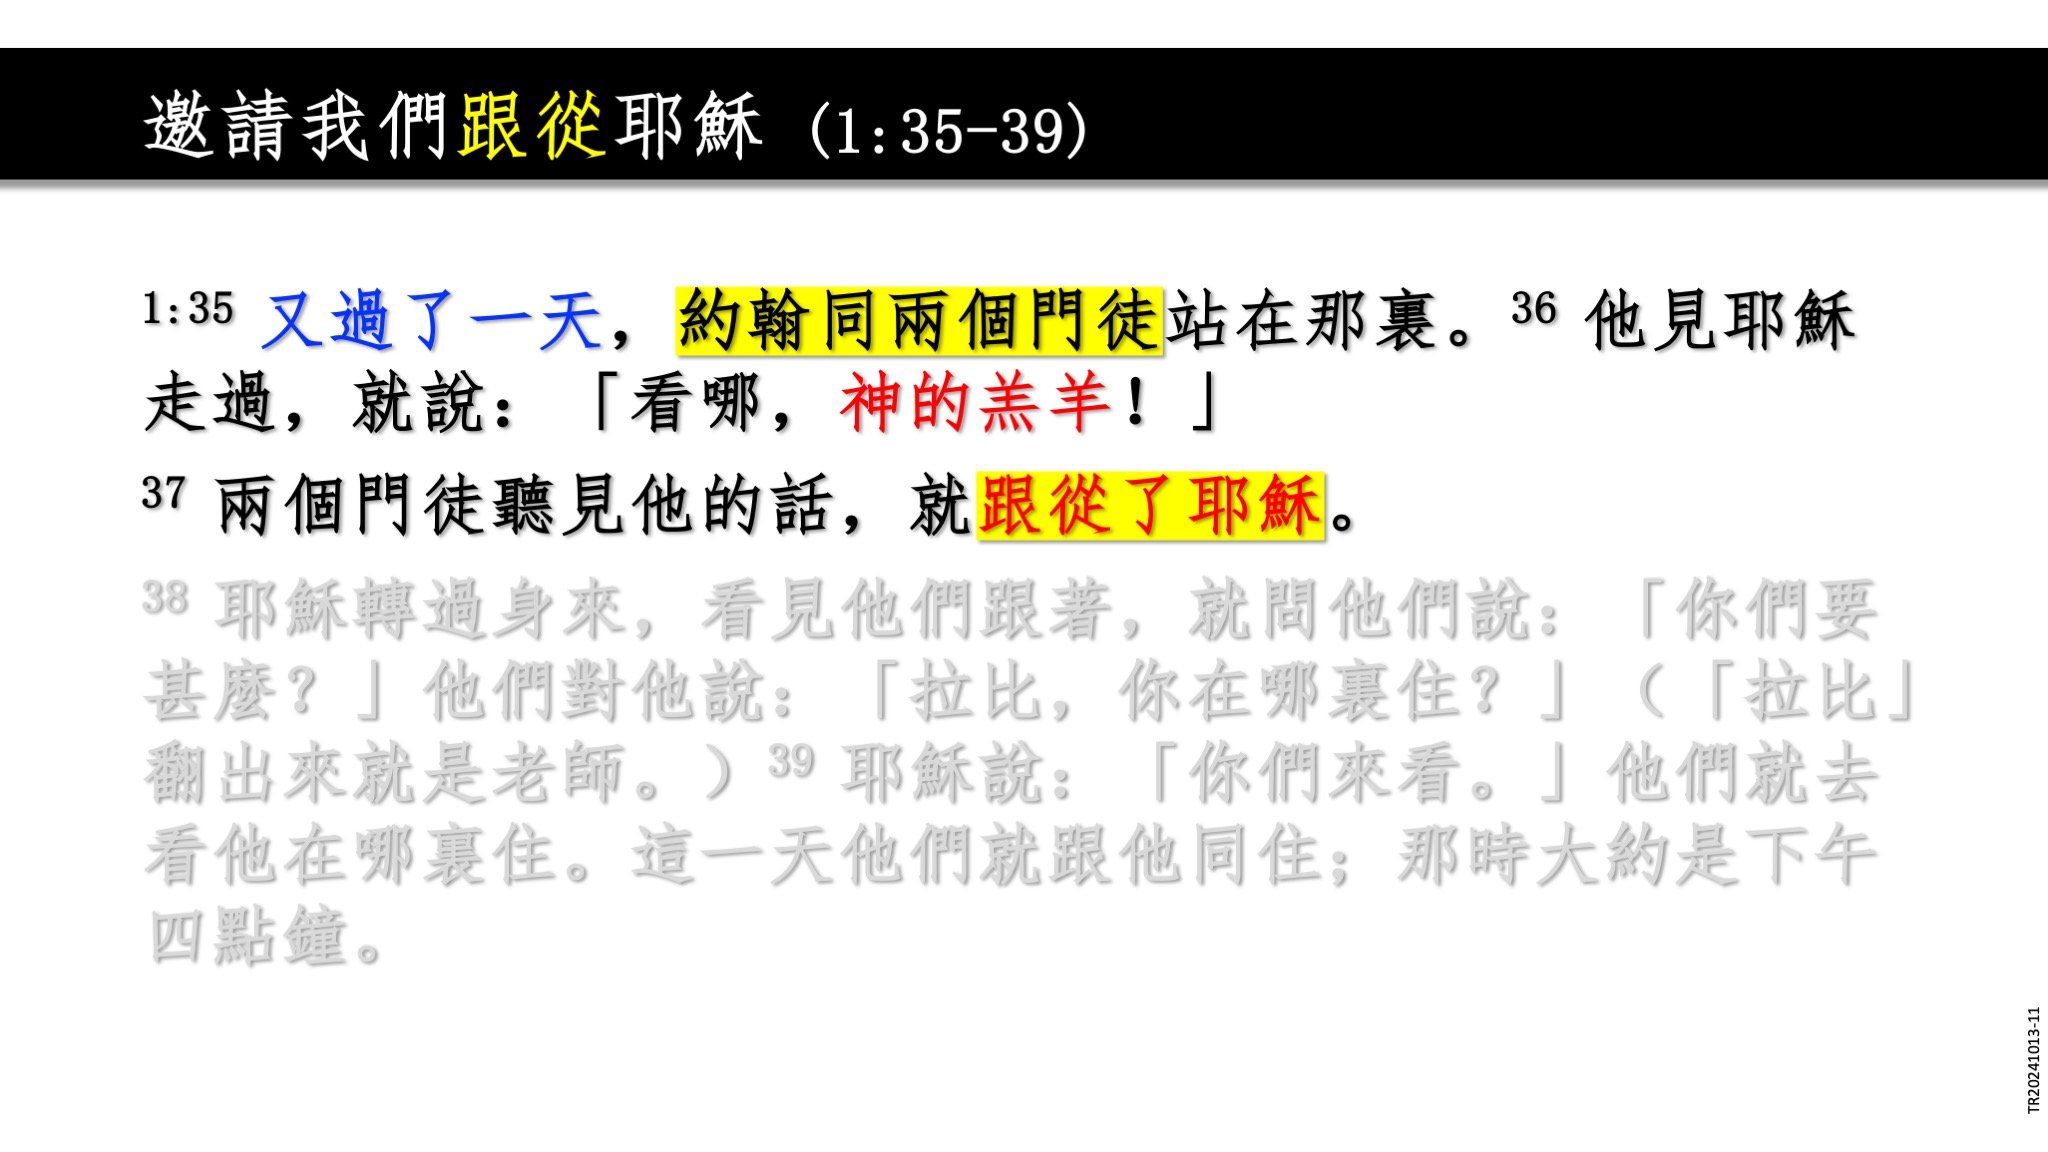 邀請我們跟從耶穌 (1:35-39)
1:35 又過了一天，約翰同兩個門徒站在那裏。36 他見耶穌
走過，就說：「看哪，神的羔羊！」
37 兩個門徒聽見他的話，就跟從了耶穌。
38 耶穌轉過身來，看見他們跟著，就問他們說：「你們要
甚麼？」他們對他說：「拉比，你在哪裏住？」（「拉比」
翻出來就是老師。）39 耶穌說：「你們來看。」他們就去
看他在哪裏住。這一天他們就跟他同住；那時大約是下午
四點鐘。
TR20241013-11